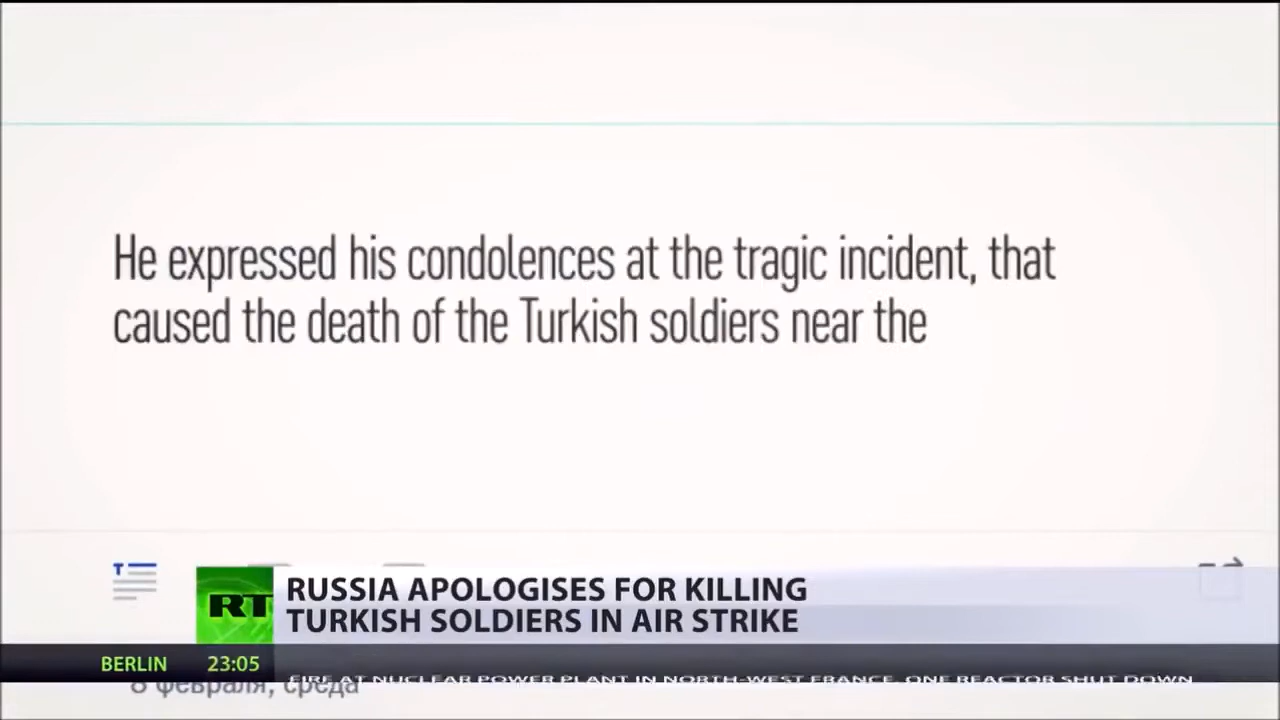 He expressed his condolences at the tragic incident, that
caused the death of the Turkish soldiers near the
T
RT
RUSSIA APOLOGISES FOR KILLING
TURKISH SOLDIERS IN AIR STRIKE
BERLIN 23:05
FIRE AT NUCLEAR POWER PLANT IN NORTH-WEST FRANCE, ONE REACTOR SHUT DOWN
8 февраля, среда